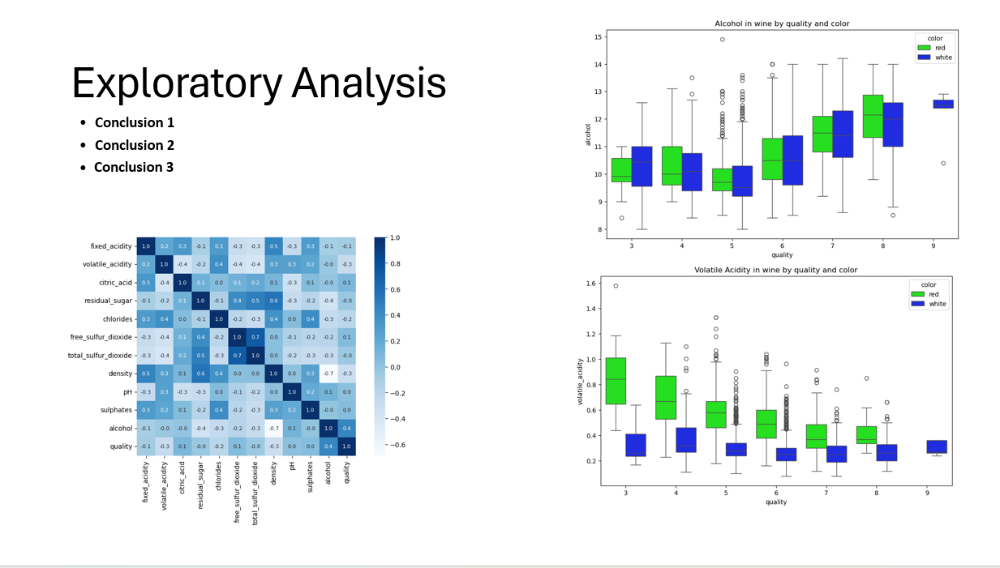 Exploratory Analysis
• Conclusion 1
• Conclusion 2
• Conclusion 3
fixed_acidity 1.0 0.2 0.3 -0.1 0.3 -0.3 -0.3 0.5 -0.3 0.3 -0.1 -0.1
volatile_acidity 0.2 1.0 -0.4 -0.2 0.4 -0.4 -0.4 0.3 0.3 0.2 -0.0 -0.3
citric_acid 0.3 -0.4 1.0 0.1 0.0 0.1 0.2 0.1 -0.3 0.1 -0.0 0.1
residual_sugar -0.1 -0.2 0.1 1.0 -0.1 0.4 0.5 0.6 -0.3 -0.2 -0.4 -0.0
chlorides 0.3 0.4 0.0 -0.1 1.0 -0.2 -0.3 0.4 0.0 0.4 -0.3 -0.2
free_sulfur_dioxide -0.3 -0.4 0.1 0.4 -0.2 1.0 0.7 0.0 -0.1 -0.2 -0.2 0.1
total_sulfur_dioxide -0.3 -0.4 0.2 0.5 -0.3 0.7 1.0 0.0 -0.2 -0.3 -0.3 -0.0
density 0.5 0.3 0.1 0.6 0.4 0.0 0.0 1.0 0.0 0.3 -0.7 -0.3
pH -0.3 0.3 -0.3 -0.3 0.0 -0.1 -0.2 0.0 1.0 0.2 0.1 0.0
sulphates 0.3 0.2 0.1 -0.2 0.4 -0.2 -0.3 0.3 0.2 1.0 -0.0 0.0
alcohol -0.1 -0.0 -0.0 -0.4 -0.3 -0.2 -0.3 -0.7 0.1 -0.0 1.0 0.4
quality -0.1 -0.3 0.1 -0.0 -0.2 0.1 -0.0 -0.3 0.0 0.0 0.4 1.0
fixed_acidity
volatile_acidity
citric_acid
residual_sugar
chlorides
free_sulfur_dioxide
total_sulfur_dioxide
density
pH
sulphates
alcohol
quality
1.0
0.8
0.6
0.4
0.2
0.0
−0.2
−0.4
−0.6
Alcohol in wine by quality and color
color
red
white
15
14
13
12
11
10
9
8
alcohol
3 4 5 6 7 8 9
quality
Volatile Acidity in wine by quality and color
color
red
white
1.6
1.4
1.2
1.0
0.8
0.6
0.4
0.2
volatile_acidity
3 4 5 6 7 8 9
quality